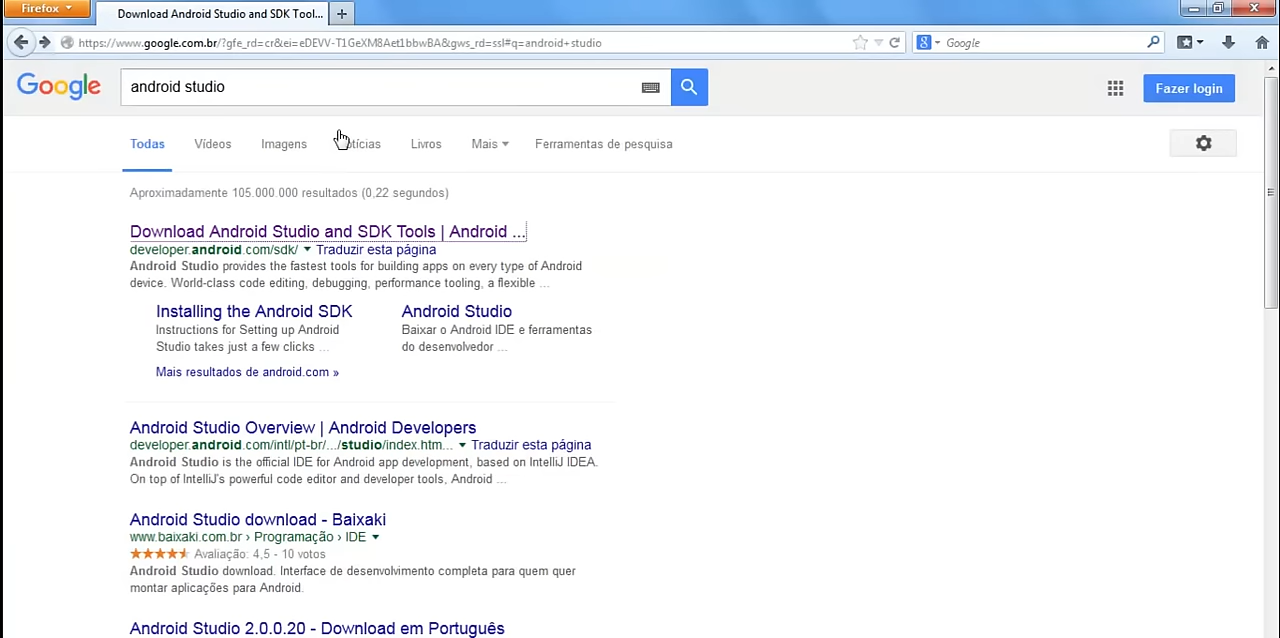 Firefox
Download Android Studio and SDK Tool...
https://www.google.com.br/?gfe_rd=cr&ei=eDEVV-T1GeXM8Aet1bbwBA&gws_rd=ssl#q=android+studio
Google
Google
android studio
Fazer login
Todas
Vídeos
Imagens
Livros
Mais
Ferramentas de pesquisa
Aproximadamente 105.000.000 resultados (0,22 segundos)
Download Android Studio and SDK Tools | Android ...
developer.android.com/sdk/ Traduzir esta página
Android Studio provides the fastest tools for building apps on every type of Android
device. World-class code editing, debugging, performance tooling, a flexible ...
Installing the Android SDK
Instructions for Setting up Android
Studio takes just a few clicks ...
Android Studio
Baixar o Android IDE e ferramentas
do desenvolvedor ...
Mais resultados de android.com »
Android Studio Overview | Android Developers
developer.android.com/intl/pt-br/.../studio/index.htm... Traduzir esta página
Android Studio is the official IDE for Android app development, based on IntelliJ IDEA.
On top of IntelliJ's powerful code editor and developer tools, Android ...
Android Studio download - Baixaki
www.baixaki.com.br › Programação › IDE
Avaliação: 4,5 - 10 votos
Android Studio download. Interface de desenvolvimento completa para quem quer
montar aplicações para Android.
Android Studio 2.0.0.20 - Download em Português